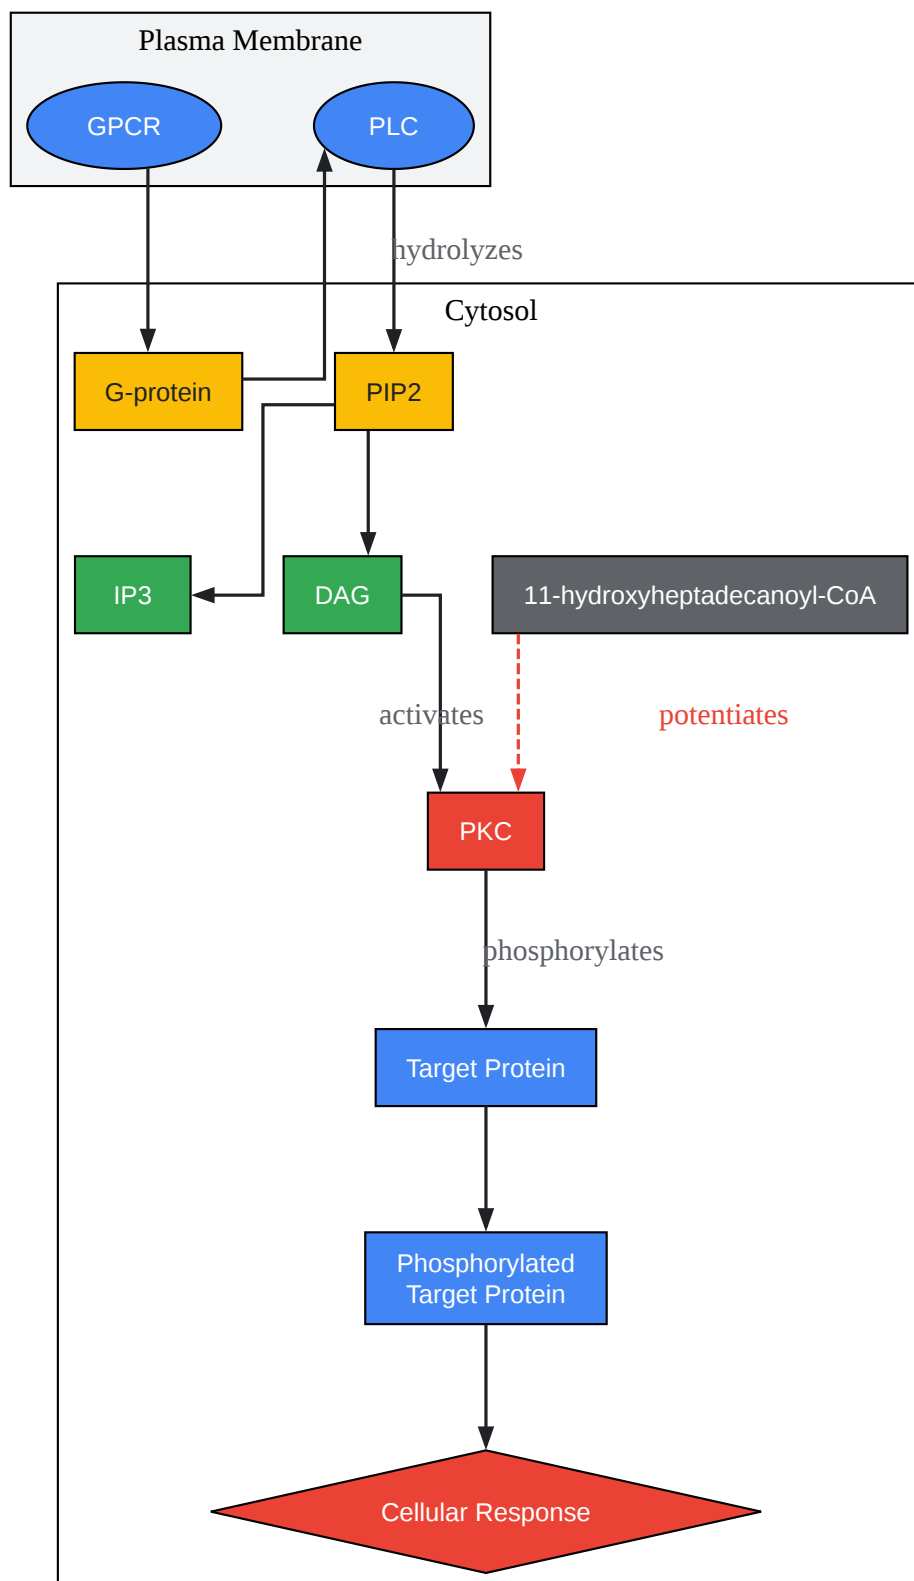 Plasma Membrane
GPCR
PLC
hydrolyzes
Cytosol
G-protein
PIP2
IP3
DAG
11-hydroxyheptadecanoyl-CoA
activates
potentiates
PKC
phosphorylates
Target Protein
Phosphorylated
Target Protein
Cellular Response